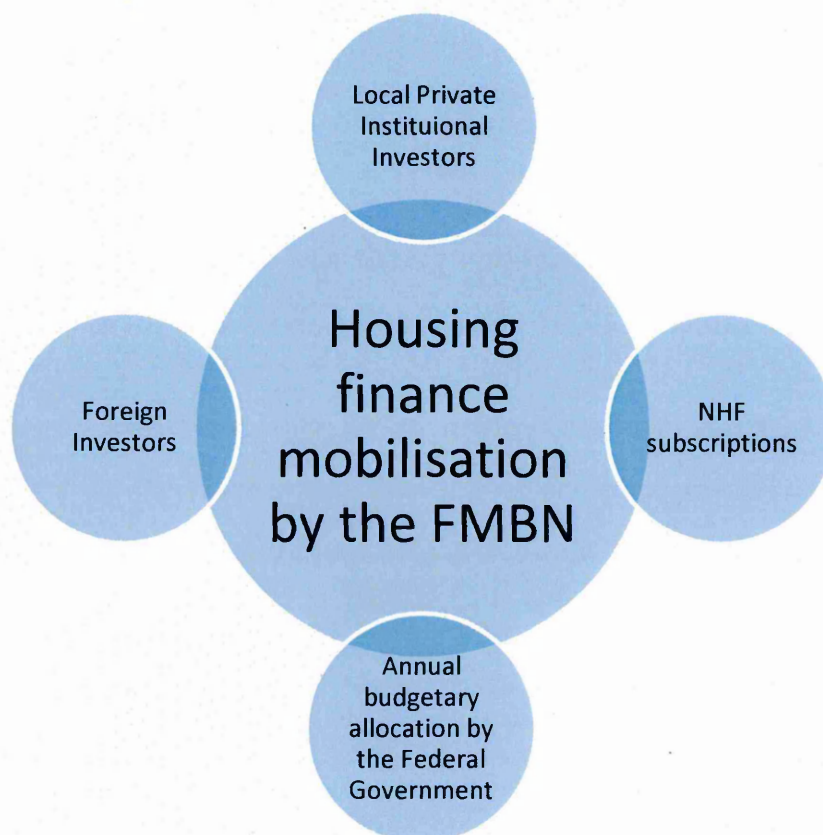 Local Private
Instituional
Investors
Housing
finance
mobilisation
by the FMBN
Foreign
Investors
NHF
subscriptions
Annual
budgetary
allocation by
the Federal
Government